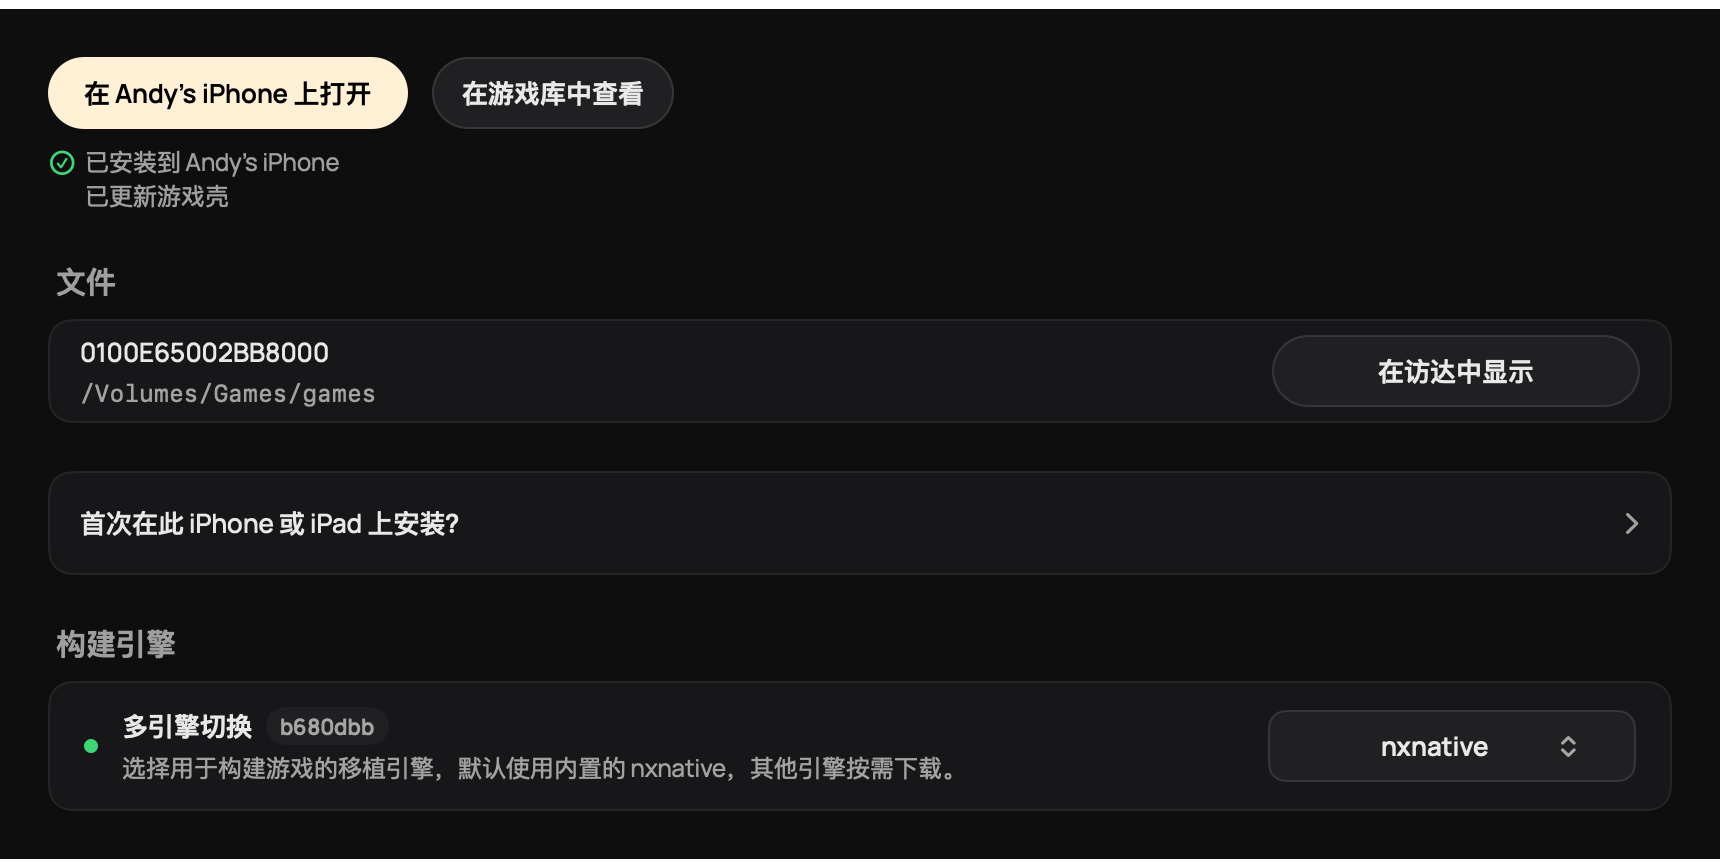 在 Andy's iPhone 上打开
在游戏库中查看
已安装到 Andy's iPhone
已更新游戏壳
文件
0100E65002BB8000
/Volumes/Games/games
在访达中显示
首次在此 iPhone 或 iPad 上安装?
构建引擎
多引擎切换 b680dbb
选择用于构建游戏的移植引擎，默认使用内置的 nxnative，其他引擎按需下载。
nxnative